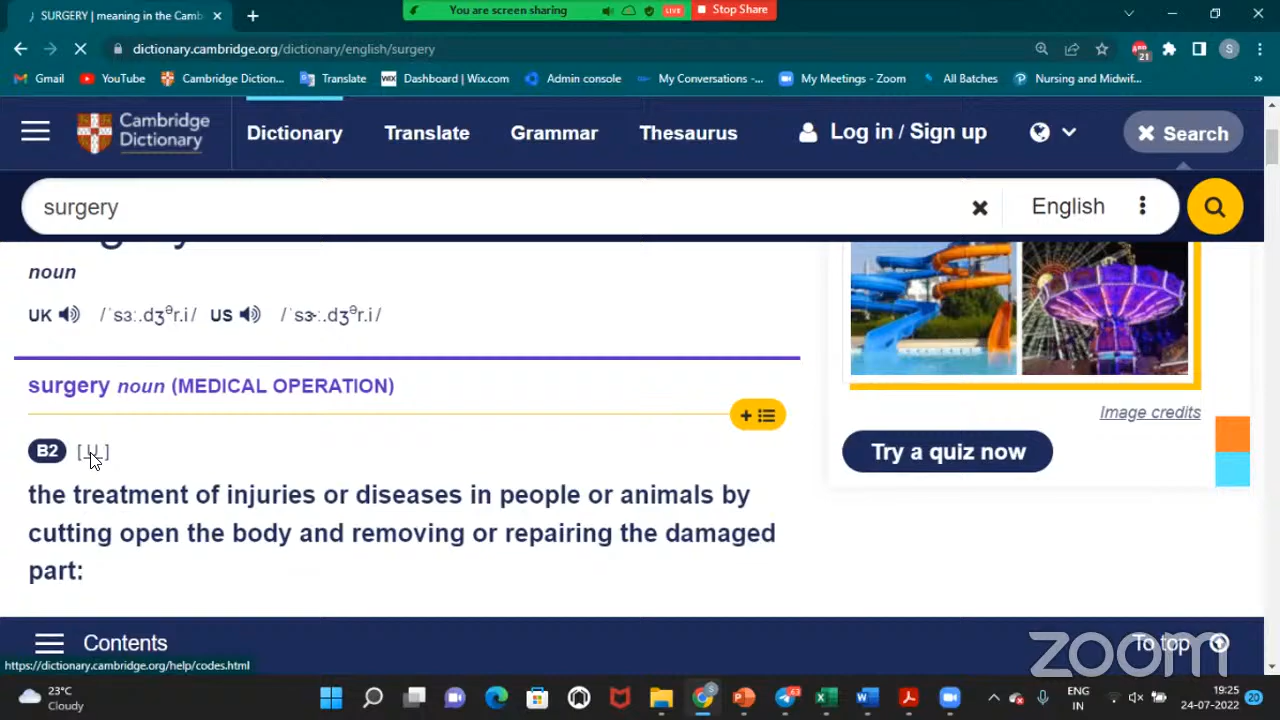 SURGERY | meaning in the Camb
You are screen sharing
LIVE
Stop Share
dictionary.cambridge.org/dictionary/english/surgery
21
S
Gmail
YouTube
Cambridge Diction...
Translate
WIX
Dashboard | Wix.com
Admin console
My Conversations -...
My Meetings - Zoom
All Batches
Nursing and Midwif...
Cambridge
Dictionary
Dictionary
Translate
Grammar
Thesaurus
Log in / Sign up
Search
surgery
English
noun
UK /ˈsɜː.dʒᵊr.i/ US /ˈsɝː.dʒᵊr.i/
surgery noun (MEDICAL OPERATION)
Image credits
Try a quiz now
B2 [ U ]
the treatment of injuries or diseases in people or animals by
cutting open the body and removing or repairing the damaged
part:
Contents
To top
zoom
https://dictionary.cambridge.org/help/codes.html
23°C
Cloudy
63
ENG
IN
19:25
24-07-2022
20